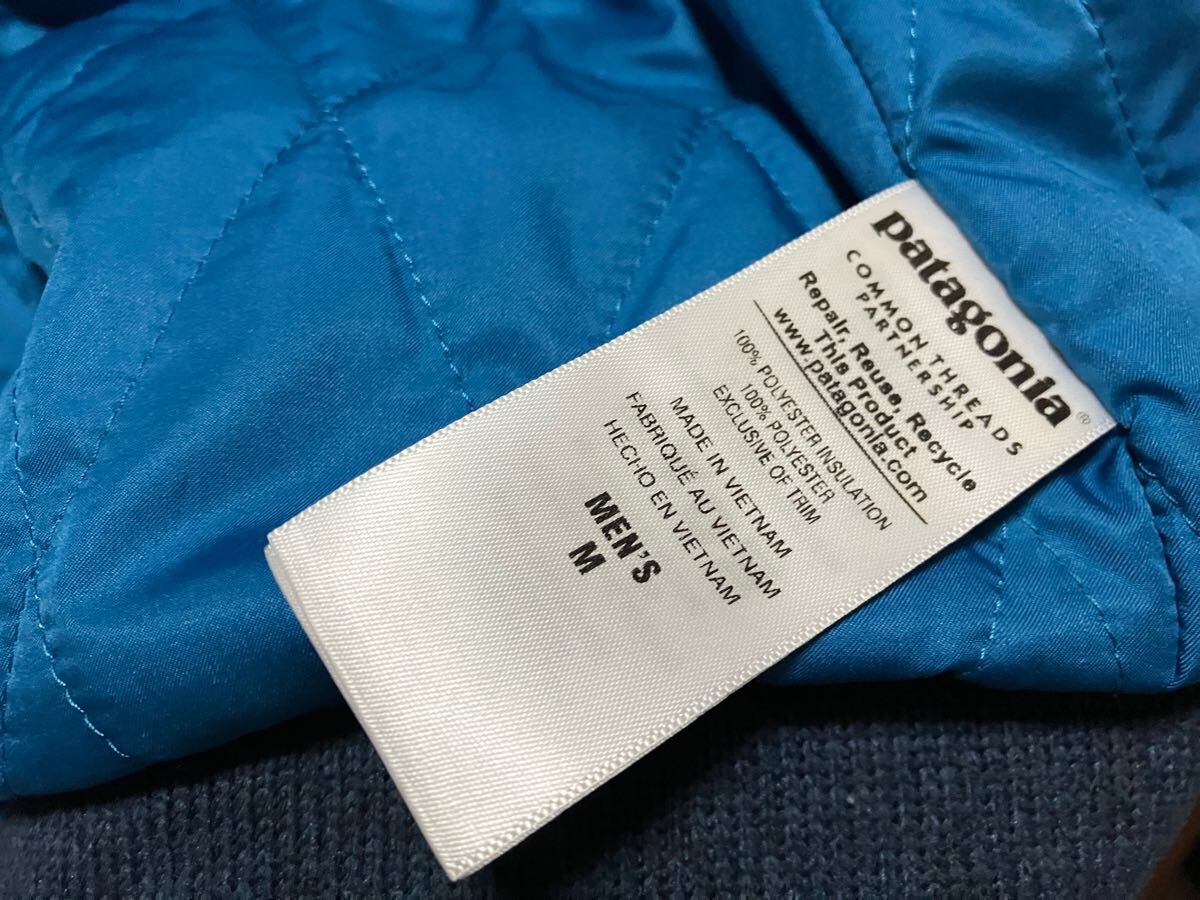 patagonia®
COMMON THREADS
PARTNERSHIP
Repair, Reuse, Recycle
This Product
www.patagonia.com
100% POLYESTER INSULATION
100% POLYESTER
EXCLUSIVE OF TRIM
MADE IN VIETNAM
FABRIQUÉ AU VIETNAM
HECHO EN VIETNAM
MEN'S
M